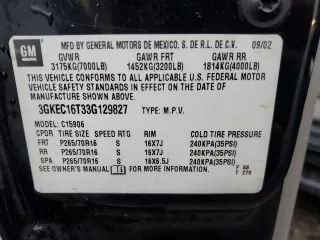 GM
MFD BY GENERAL MOTORS DE MEXICO, S. DE R.L. DE C.V. 09/02
GVWR GAWR FRT GAWR RR
3175KG(7000LB) 1452KG(3200LB) 1814KG(4000LB)
THIS VEHICLE CONFORMS TO ALL APPLICABLE U.S. FEDERAL MOTOR
VEHICLE SAFETY STANDARDS IN EFFECT ON THE DATE OF
MANUFACTURE SHOWN ABOVE.
3GKEC16T33G129827 TYPE: M.P.V.
MODEL: C15906
CPDR TIRE SIZE SPEED RTG RIM COLD TIRE PRESSURE
FRT P265/70R16 S 16X7J 240KPA(35PSI)
RR P265/70R16 S 16X7J 240KPA(35PSI)
SPA P265/70R16 S 16X6.5J 240KPA(35PSI)
SEE OWNER'S MANUAL FOR MORE INFORMATION. F 68
T 270